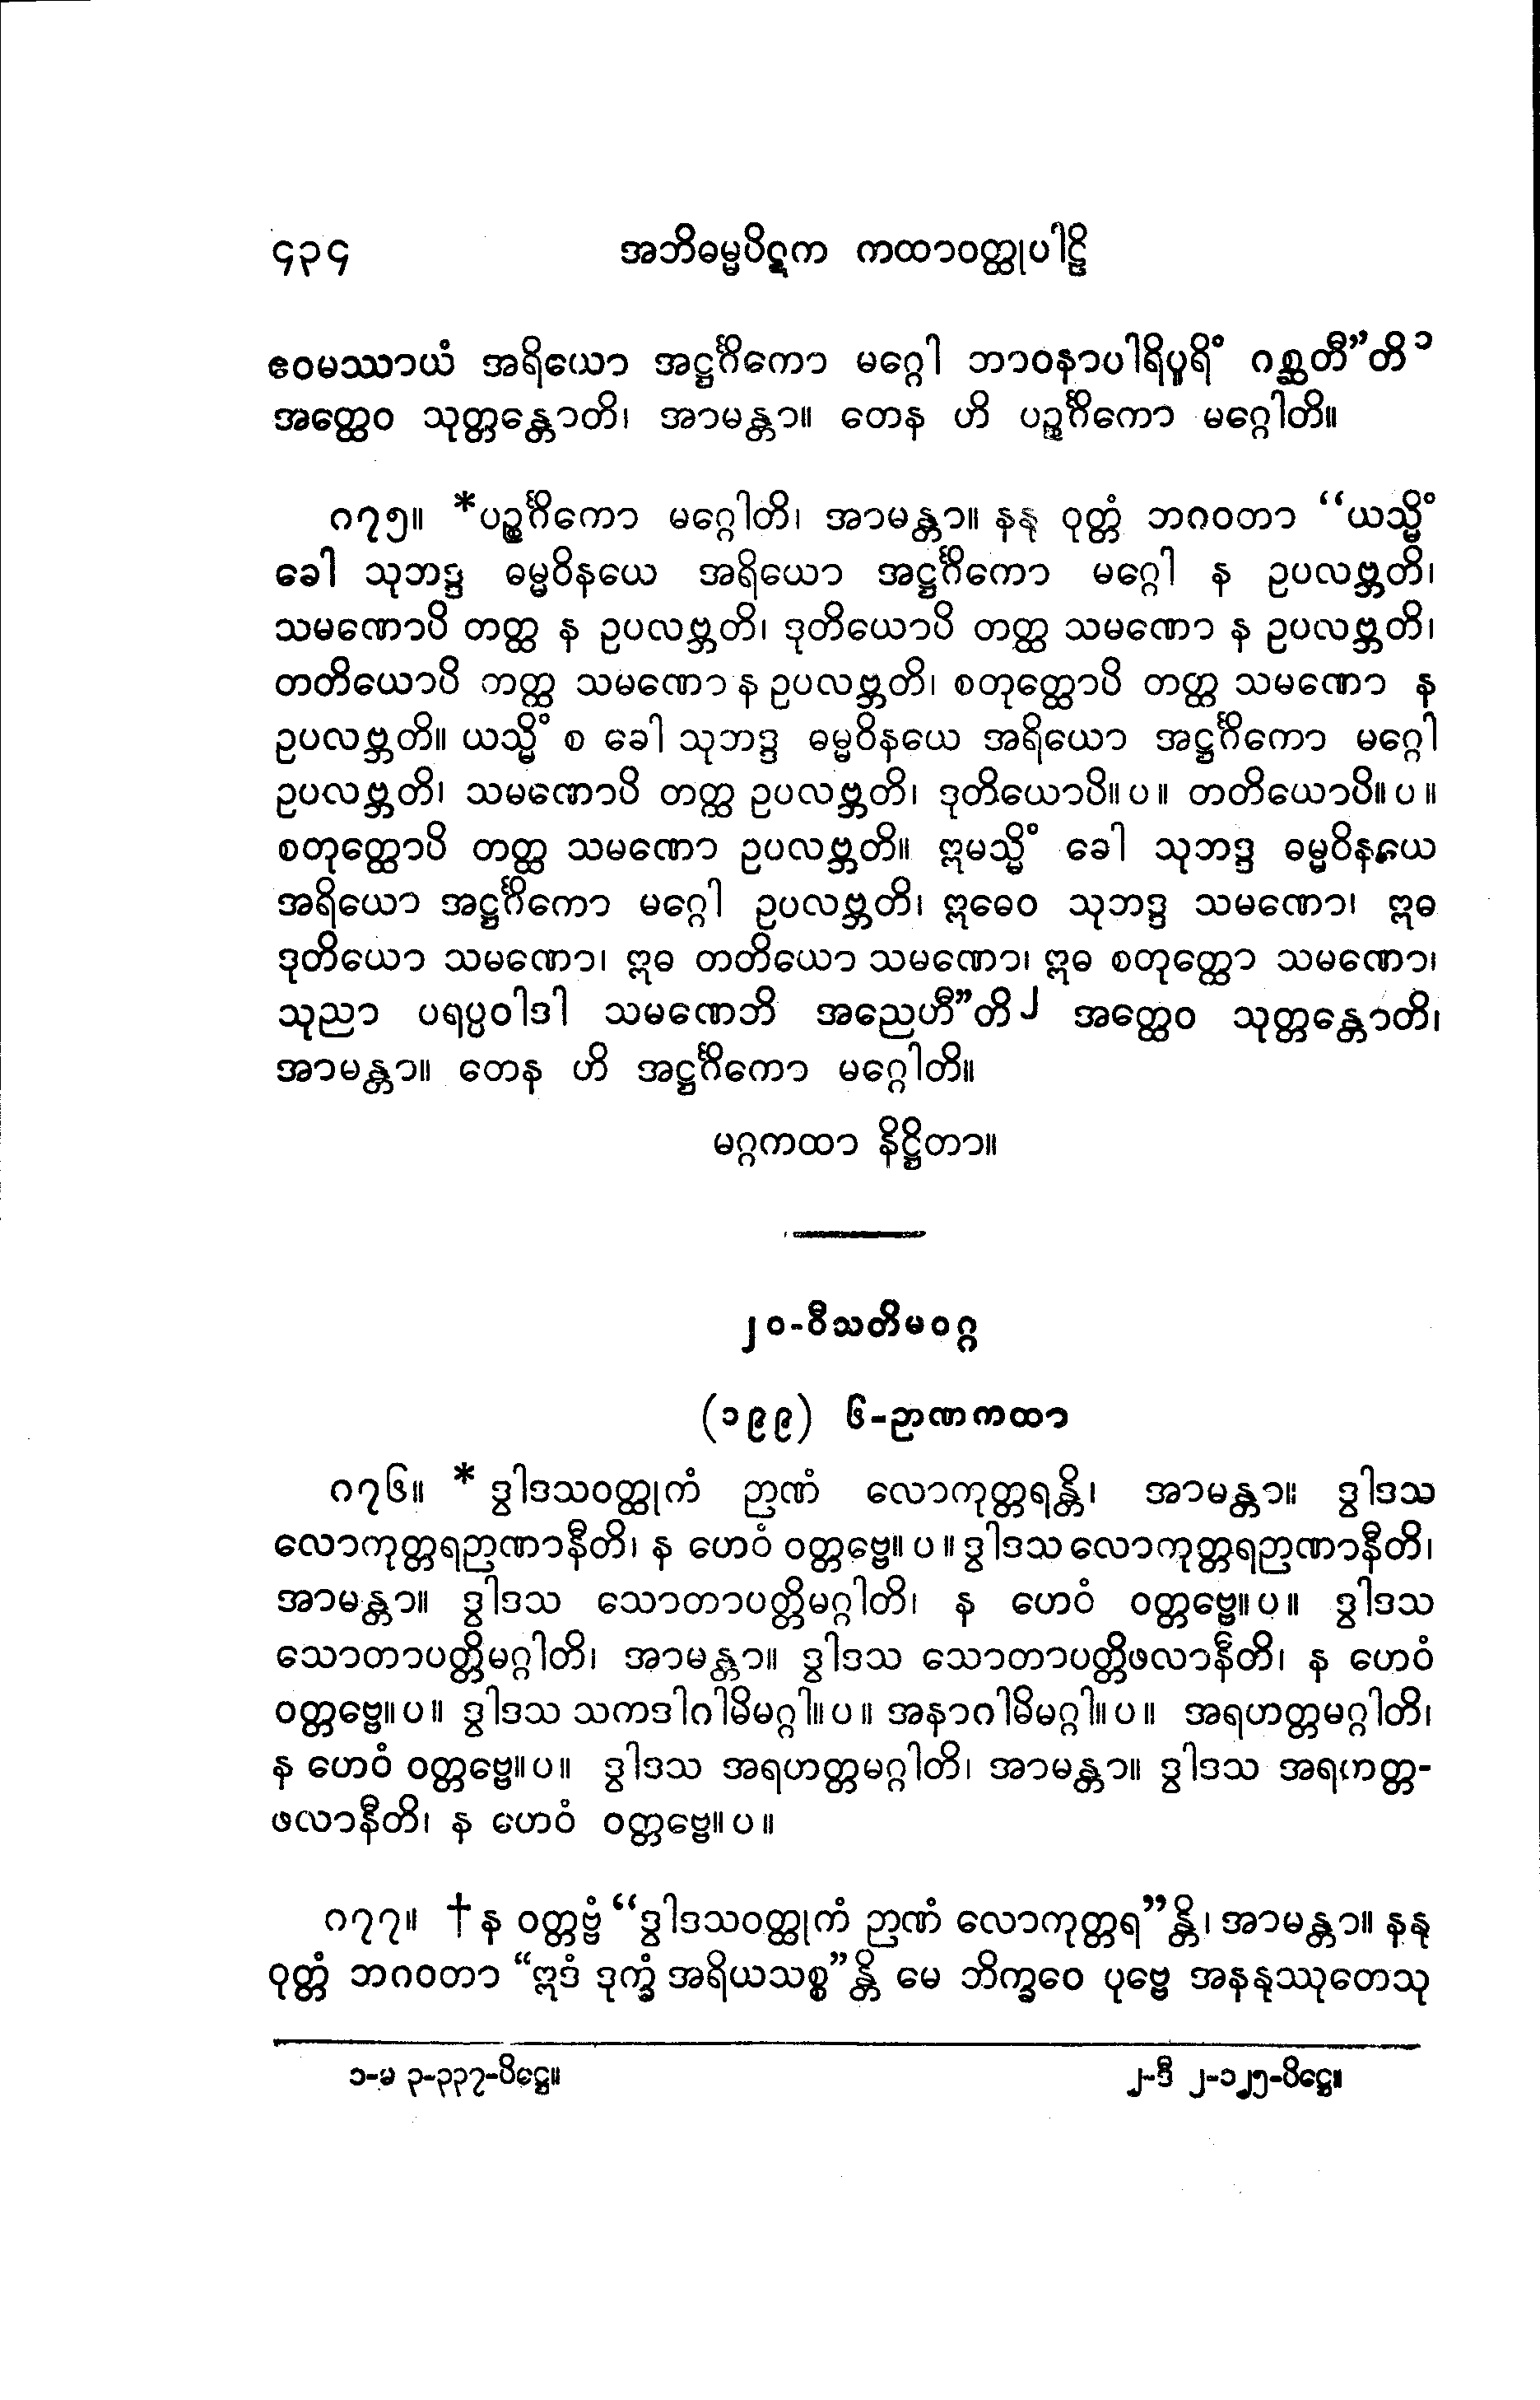 ၄၃၄ အဘိဓမ္မပိဋက ကထာဝတ္ထုပါဠိ
ဧဝမဿာယံ အရိယော အဋ္ဌင်္ဂိကော မဂ္ဂေါ ဘာဝနာပါရိပူရိံ ဂစ္ဆတီ”တိ၁
အတ္ထေဝ သုတ္တန္တောတိ၊ အာမန္တာ။ တေန ဟိ ပဉ္စင်္ဂိကော မဂ္ဂေါတိ။
၈၇၅။ *ပဉ္စင်္ဂိကော မဂ္ဂေါတိ၊ အာမန္တာ။ နနု ဝုတ္တံ ဘဂဝတာ “ယသ္မိံ
ခေါ သုဘဒ္ဒ ဓမ္မဝိနယေ အရိယော အဋ္ဌင်္ဂိကော မဂ္ဂေါ န ဥပလဗ္ဘတိ၊
သမဏောပိ တတ္ထ န ဥပလဗ္ဘတိ၊ ဒုတိယောပိ တတ္ထ သမဏော န ဥပလဗ္ဘတိ၊
တတိယောပိ တတ္ထ သမဏော န ဥပလဗ္ဘတိ၊ စတုတ္ထောပိ တတ္ထ သမဏော န
ဥပလဗ္ဘတိ။ ယသ္မိံ စ ခေါ သုဘဒ္ဒ ဓမ္မဝိနယေ အရိယော အဋ္ဌင်္ဂိကော မဂ္ဂေါ
ဥပလဗ္ဘတိ၊ သမဏောပိ တတ္ထ ဥပလဗ္ဘတိ၊ ဒုတိယောပိ။ ပ ။ တတိယောပိ။ ပ ။
စတုတ္ထောပိ တတ္ထ သမဏော ဥပလဗ္ဘတိ။ ဣမသ္မိံ ခေါ သုဘဒ္ဒ ဓမ္မဝိနယေ
အရိယော အဋ္ဌင်္ဂိကော မဂ္ဂေါ ဥပလဗ္ဘတိ၊ ဣဓေဝ သုဘဒ္ဒ သမဏော၊ ဣဓ
ဒုတိယော သမဏော၊ ဣဓ တတိယော သမဏော၊ ဣဓ စတုတ္ထော သမဏော၊
သုညာ ပရပ္ပဝါဒါ သမဏေဘိ အညေဟီ”တိ၂ အတ္ထေဝ သုတ္တန္တောတိ၊
အာမန္တာ။ တေန ဟိ အဋ္ဌင်္ဂိကော မဂ္ဂေါတိ။
မဂ္ဂကထာ နိဋ္ဌိတာ။
၂၀-ဝီသတိမဝဂ္ဂ
(၁၉၉) ၆-ဉာဏကထာ
၈၇၆။ * ဒွါဒသဝတ္ထုကံ ဉာဏံ လောကုတ္တရန္တိ၊ အာမန္တာ။ ဒွါဒသ
လောကုတ္တရဉာဏာနီတိ၊ န ဟေဝံ ဝတ္တဗ္ဗေ။ ပ ။ ဒွါဒသ လောကုတ္တရဉာဏာနီတိ၊
အာမန္တာ။ ဒွါဒသ သောတာပတ္တိမဂ္ဂါတိ၊ န ဟေဝံ ဝတ္တဗ္ဗေ။ ပ။ ဒွါဒသ
သောတာပတ္တိမဂ္ဂါတိ၊ အာမန္တာ။ ဒွါဒသ သောတာပတ္တိဖလာနီတိ၊ န ဟေဝံ
ဝတ္တဗ္ဗေ။ ပ။ ဒွါဒသ သကဒါဂါမိမဂ္ဂါ။ ပ ။ အနာဂါမိမဂ္ဂါ။ ပ။ အရဟတ္တမဂ္ဂါတိ၊
န ဟေဝံ ဝတ္တဗ္ဗေ။ ပ။ ဒွါဒသ အရဟတ္တမဂ္ဂါတိ၊ အာမန္တာ။ ဒွါဒသ အရဟတ္တ-
ဖလာနီတိ၊ န ဟေဝံ ဝတ္တဗ္ဗေ။ ပ ။
၈၇၇။ †န ဝတ္တဗ္ဗံ “ဒွါဒသဝတ္ထုကံ ဉာဏံ လောကုတ္တရ”န္တိ၊ အာမန္တာ။ နနု
ဝုတ္တံ ဘဂဝတာ “ဣဒံ ဒုက္ခံ အရိယသစ္စ”န္တိ မေ ဘိက္ခဝေ ပုဗ္ဗေ အနနုဿုတေသု
၁-မ ၃-၃၃၇-ပိဋ္ဌေ။ ၂-ဒီ ၂-၁၂၅-ပိဋ္ဌေ။